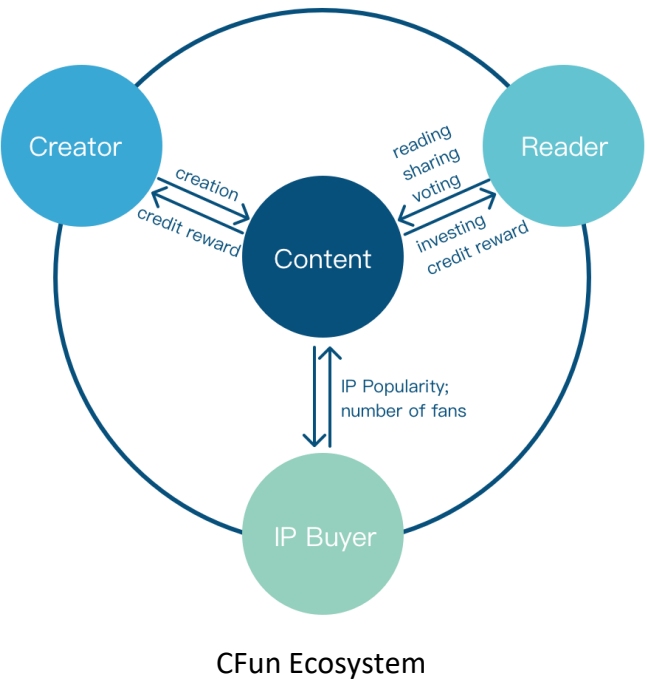 Creator
Reader
reading
sharing
voting
creation
credit reward
investing
credit reward
Content
IP Popularity;
number of fans
IP Buyer
CFun Ecosystem